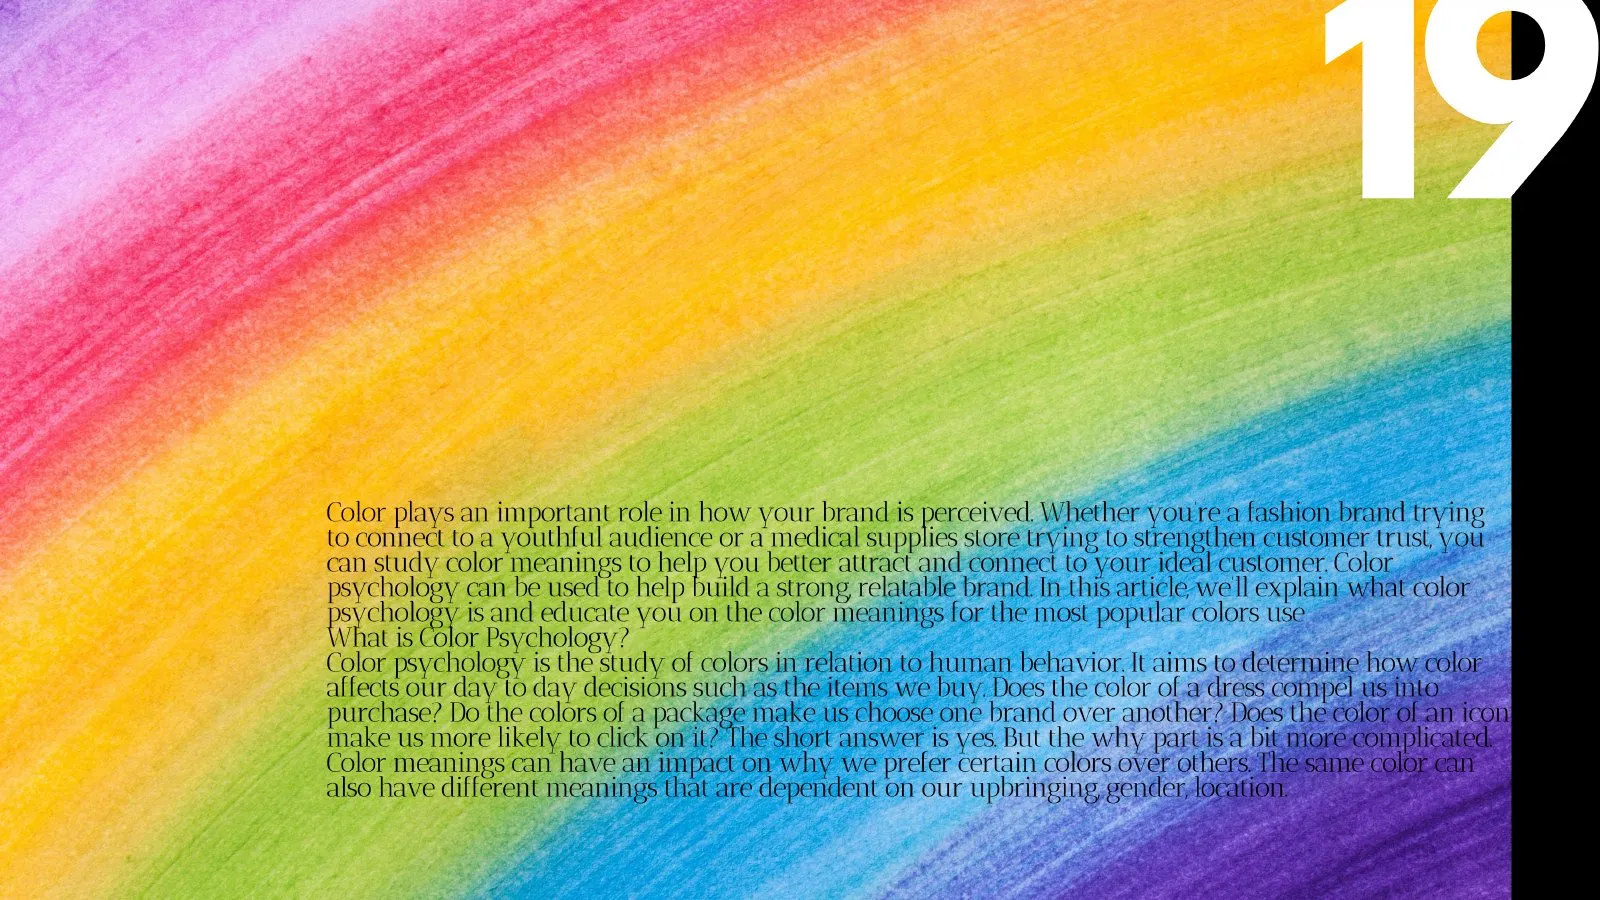 19
Color plays an important role in how your brand is perceived. Whether you're a fashion brand trying
to connect to a youthful audience or a medical supplies store trying to strengthen customer trust, you
can study color meanings to help you better attract and connect to your ideal customer. Color
psychology can be used to help build a strong, relatable brand. In this article, we'll explain what color
psychology is and educate you on the color meanings for the most popular colors use
What is Color Psychology?
Color psychology is the study of colors in relation to human behavior. It aims to determine how color
affects our day to day decisions such as the items we buy. Does the color of a dress compel us into
purchase? Do the colors of a package make us choose one brand over another? Does the color of an icon
make us more likely to click on it? The short answer is yes. But the why part is a bit more complicated.
Color meanings can have an impact on why we prefer certain colors over others. The same color can
also have different meanings that are dependent on our upbringing, gender, location.